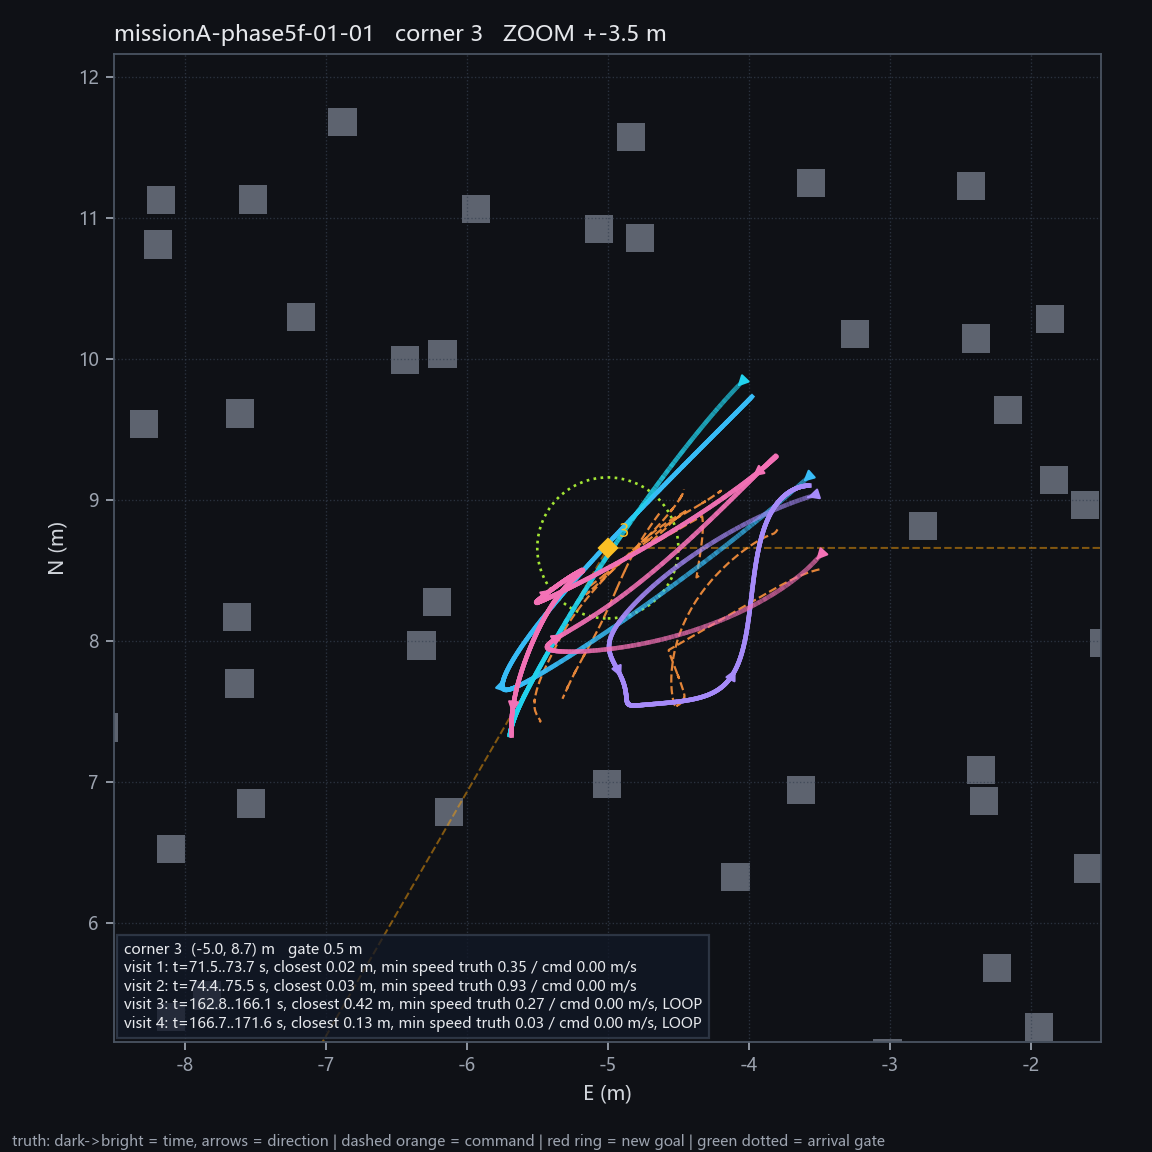 missionA-phase5f-01-01   corner 3   ZOOM +-3.5 m
12
11
10
9
8
7
6
N (m)
3
corner 3  (-5.0, 8.7) m   gate 0.5 m
visit 1: t=71.5..73.7 s, closest 0.02 m, min speed truth 0.35 / cmd 0.00 m/s
visit 2: t=74.4..75.5 s, closest 0.03 m, min speed truth 0.93 / cmd 0.00 m/s
visit 3: t=162.8..166.1 s, closest 0.42 m, min speed truth 0.27 / cmd 0.00 m/s, LOOP
visit 4: t=166.7..171.6 s, closest 0.13 m, min speed truth 0.03 / cmd 0.00 m/s, LOOP
-8 -7 -6 -5 -4 -3 -2
E (m)
truth: dark->bright = time, arrows = direction | dashed orange = command | red ring = new goal | green dotted = arrival gate